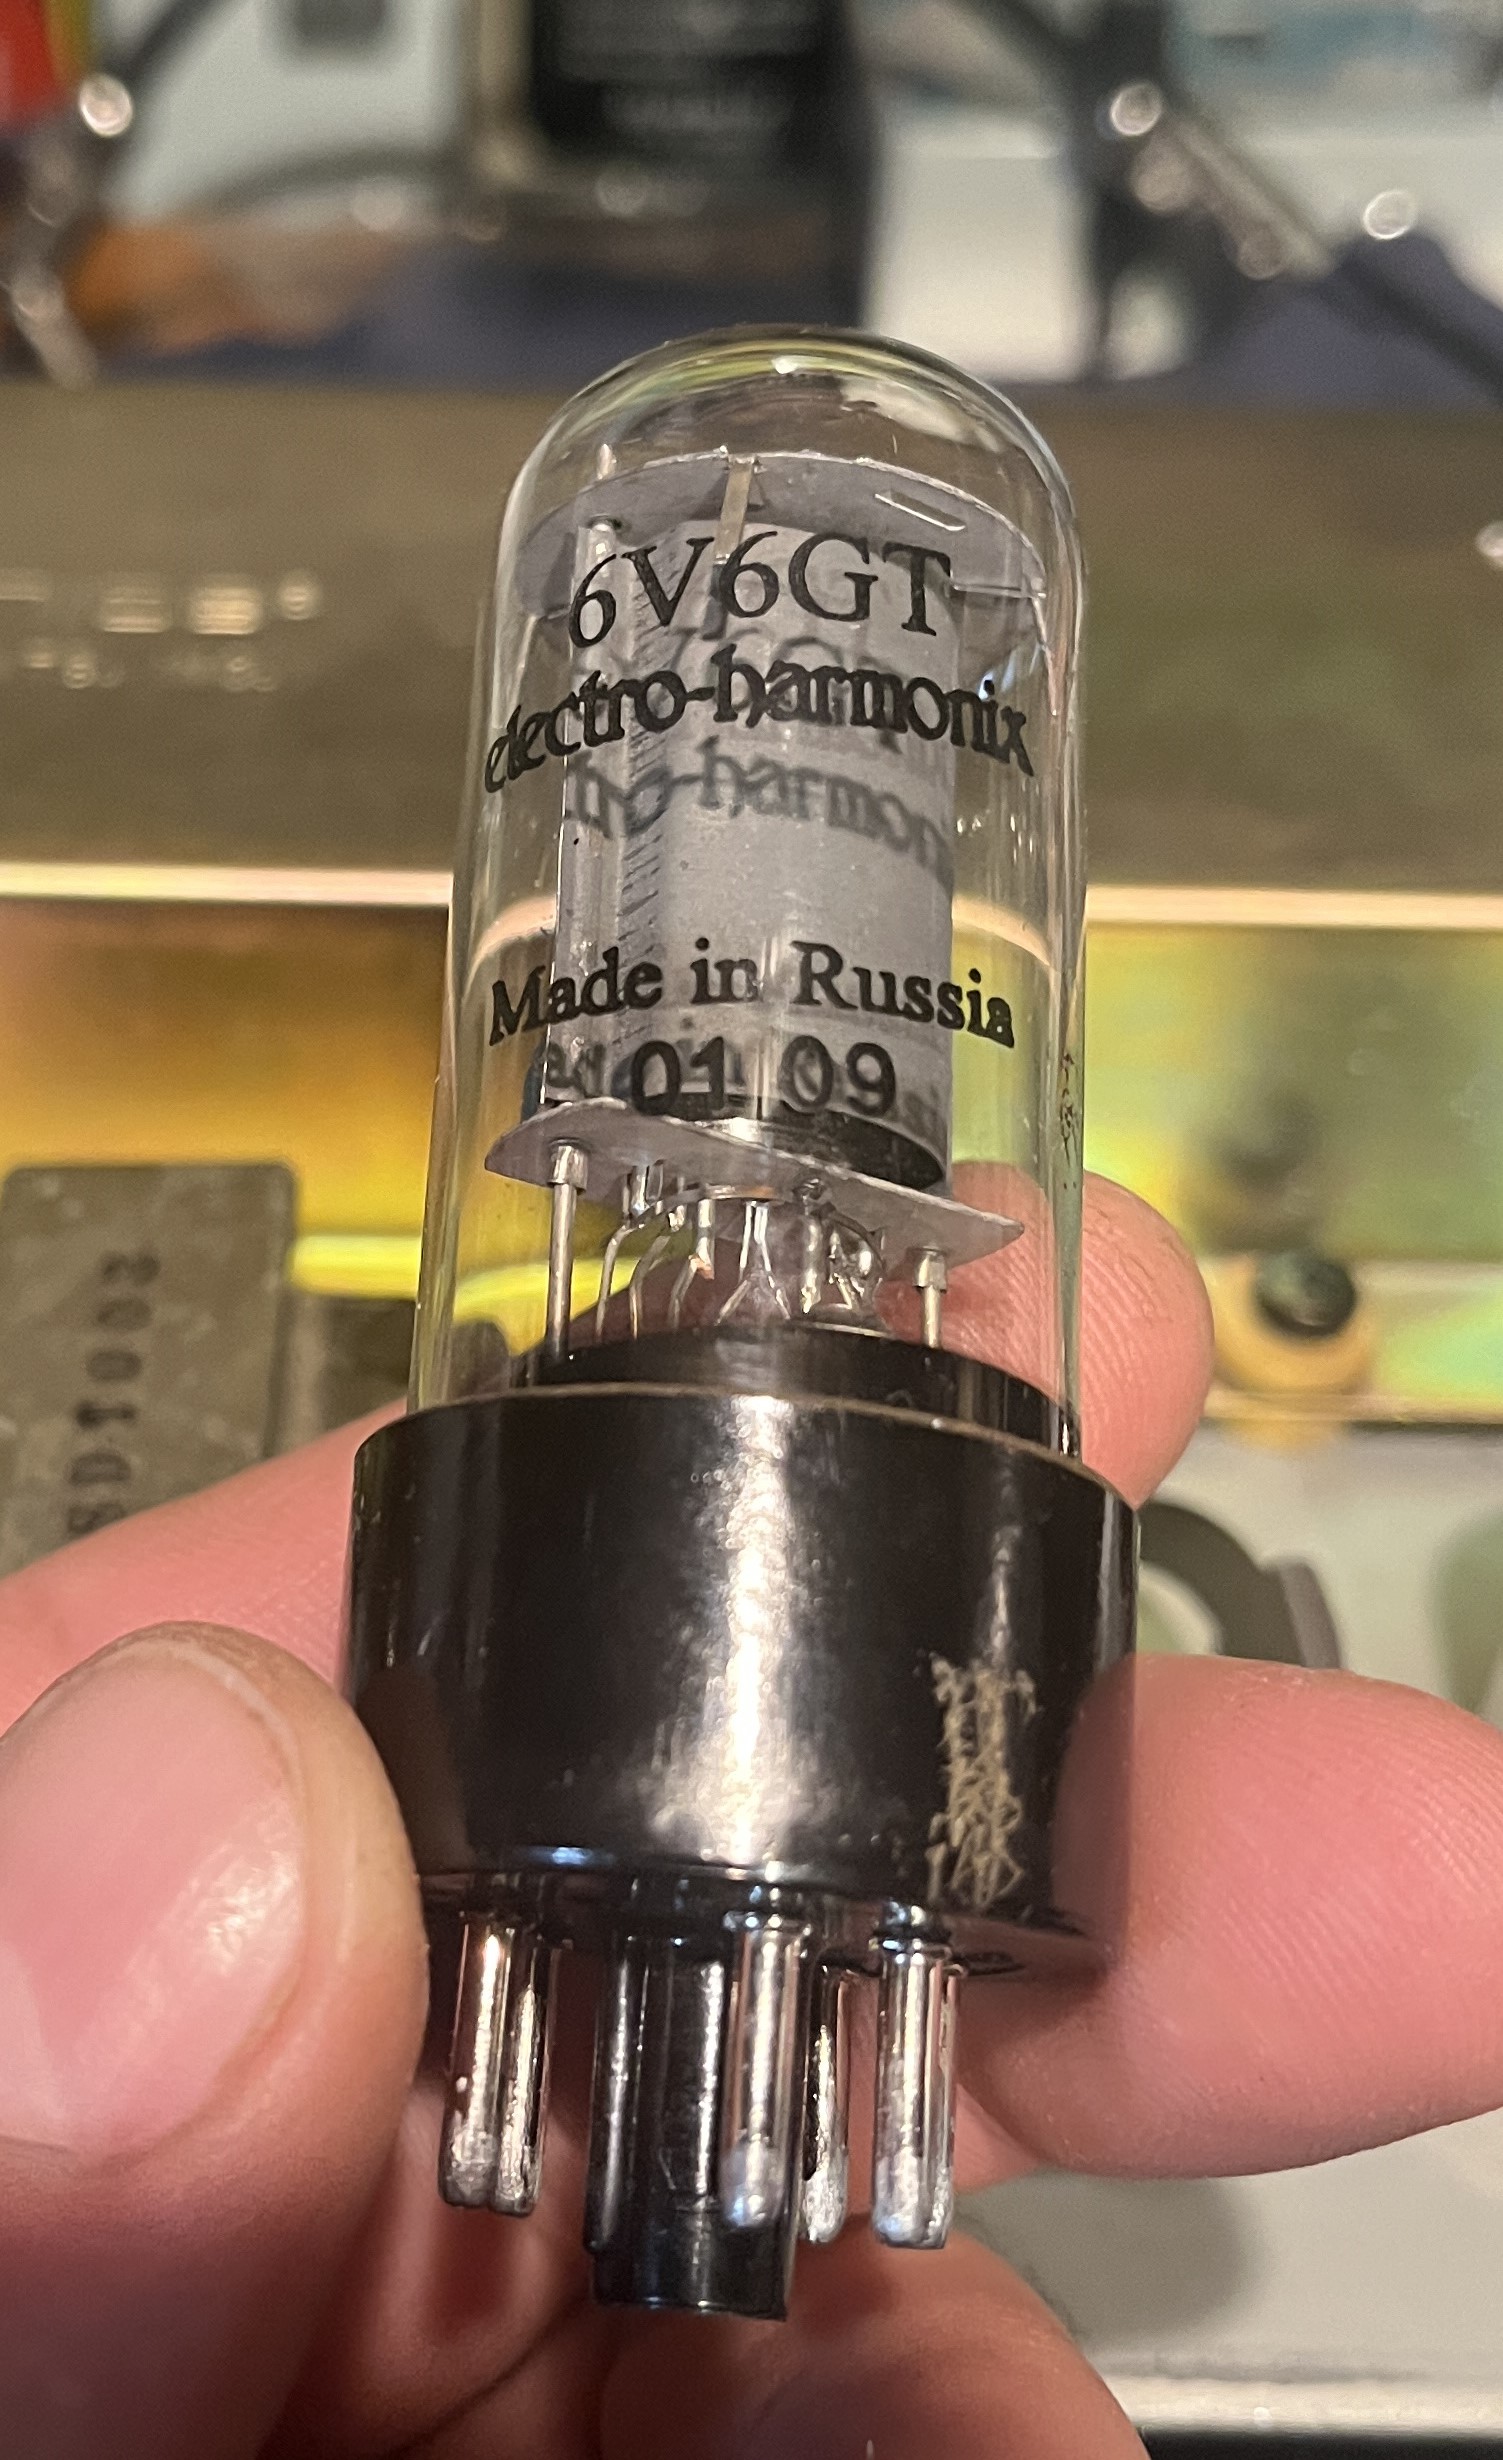 6V6GT
electro-harmonix
Made in Russia
01 09